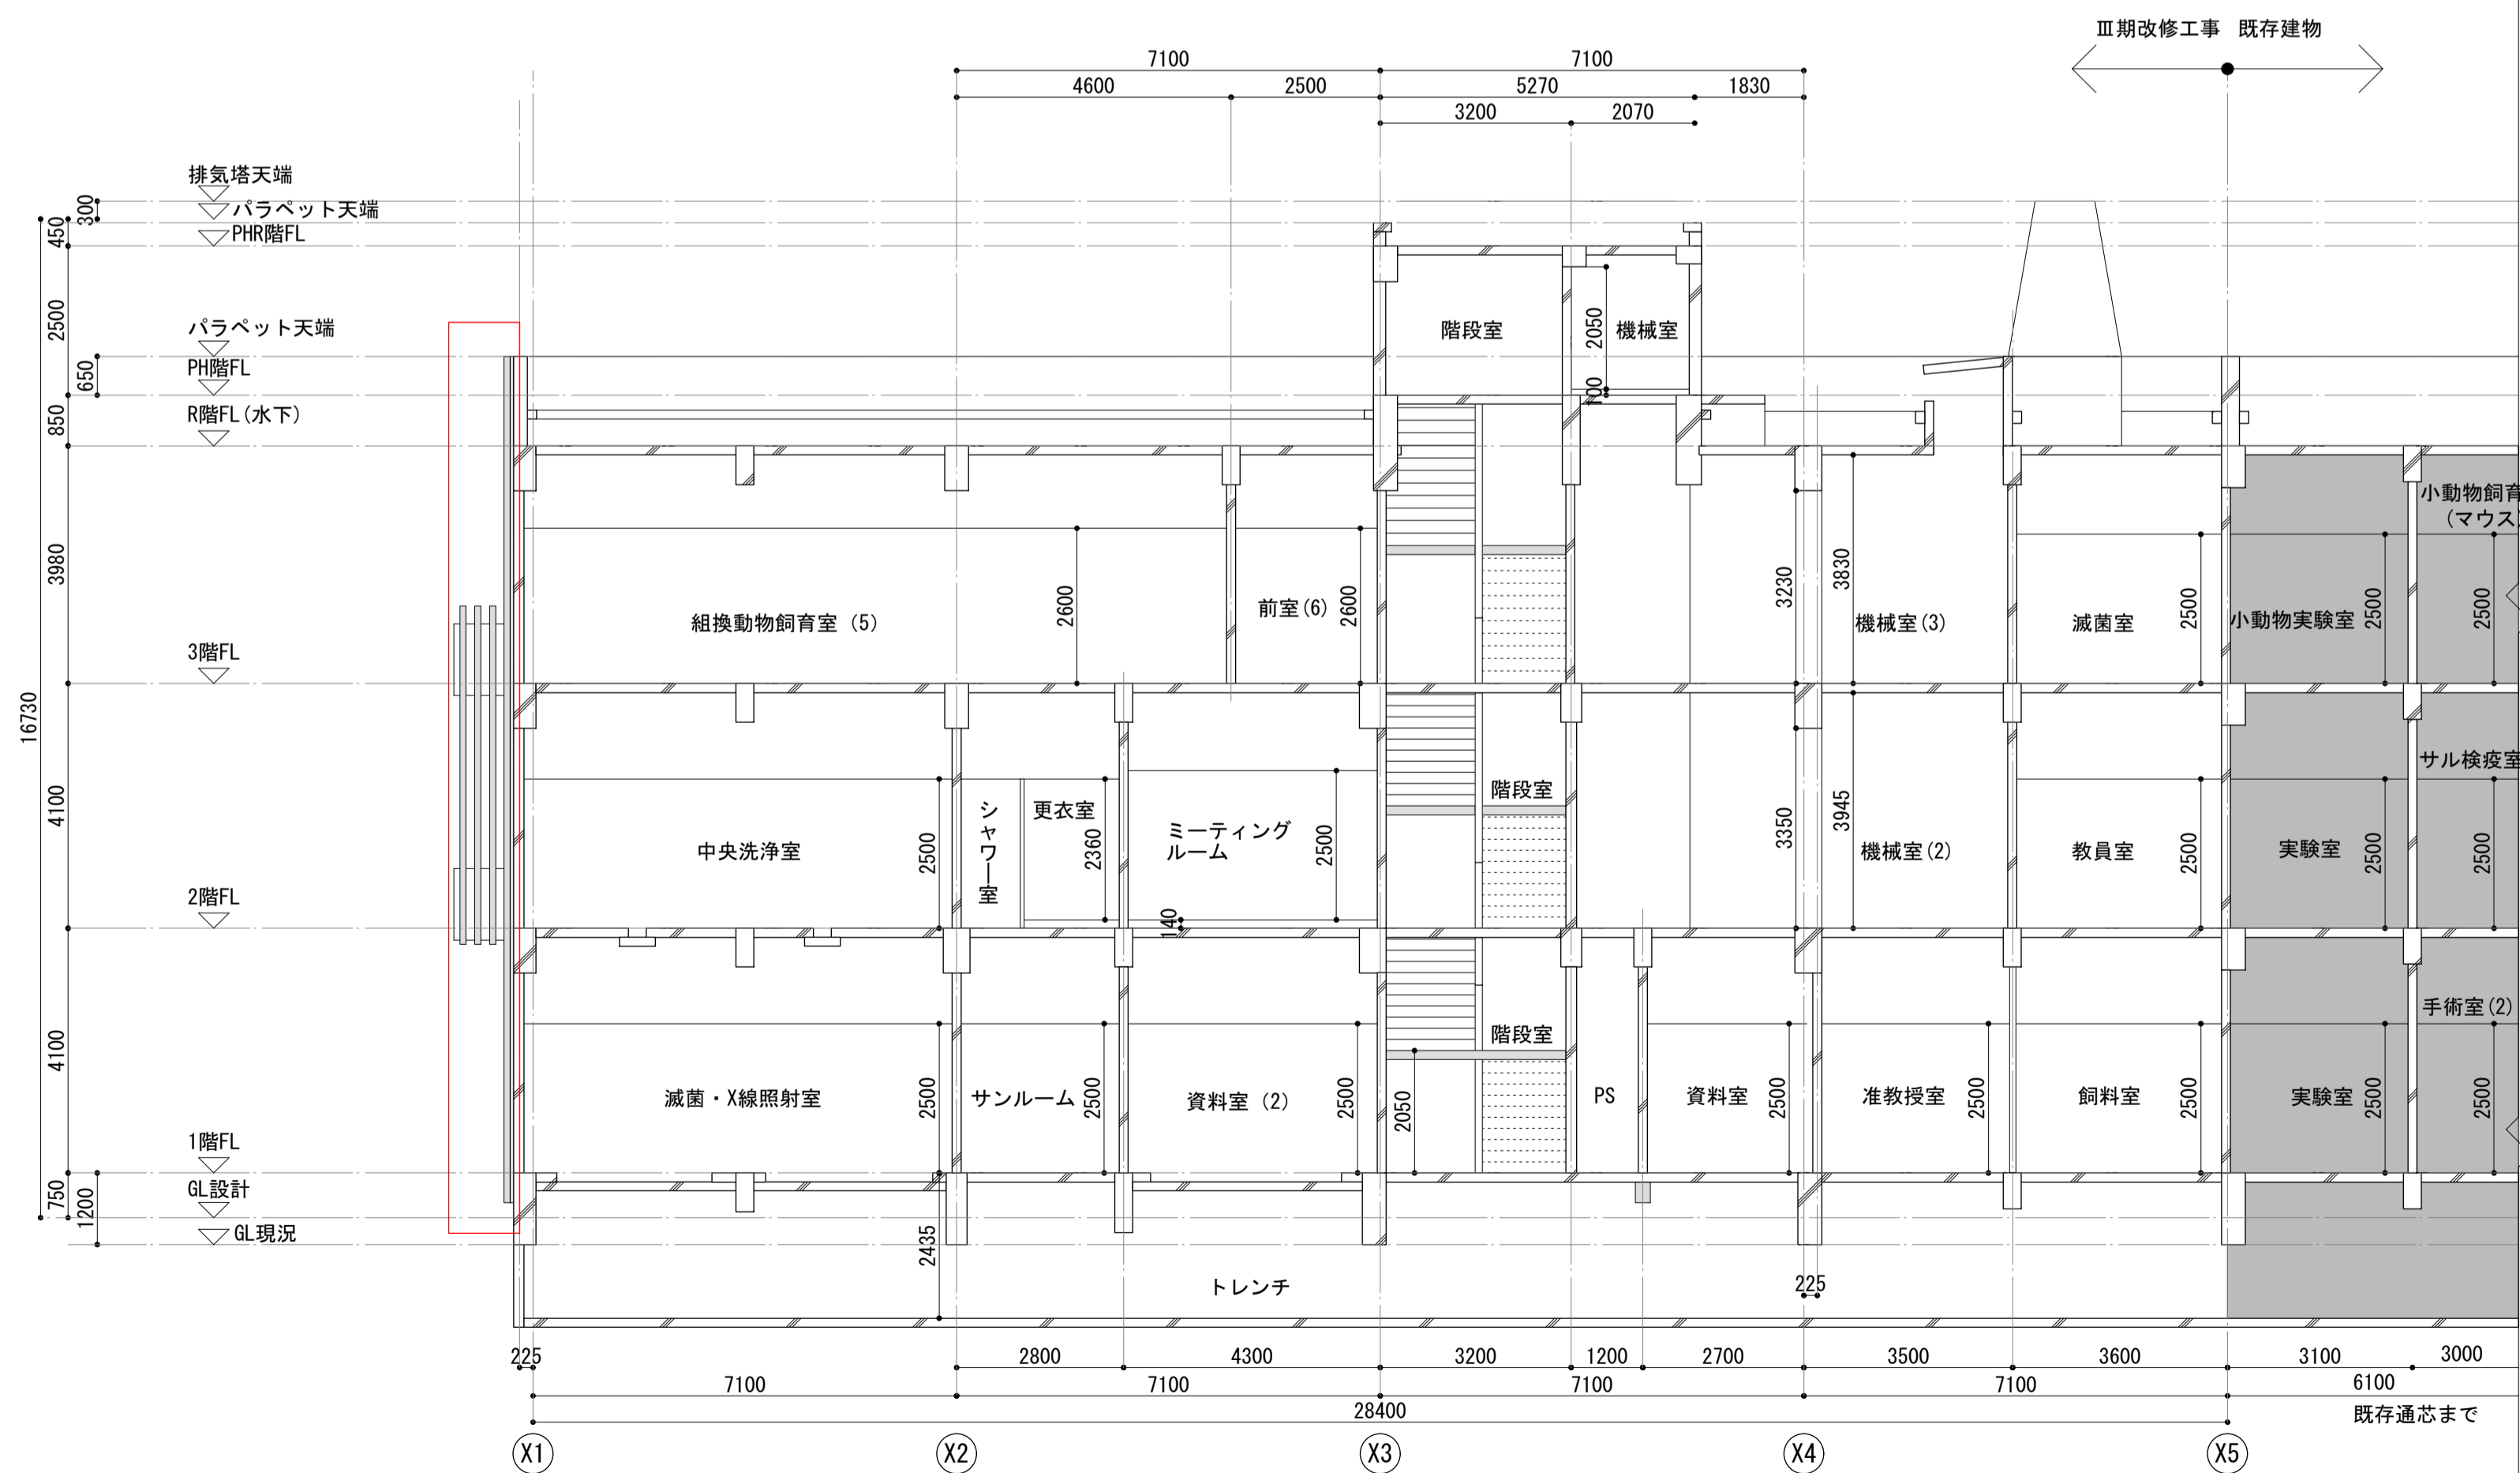 Ⅲ期改修工事 既存建物
7100 7100
4600 2500 5270 1830
3200 2070
排気塔天端
パラペット天端
PHR階FL
パラペット天端
PH階FL
R階FL(水下)
3階FL
2階FL
1階FL
GL設計
GL現況
300
450
2500
650
850
3980
16730
4100
4100
750
1200
階段室
2050
機械室
100
組換動物飼育室(5)
2600
前室(6)
2600
3230
3830
機械室(3)
滅菌室
2500
小動物実験室
2500
小動物飼育
(マウス)
2500
中央洗浄室
2500
シャワー室
更衣室
2360
ミーティング
ルーム
2500
140
階段室
3350
3945
機械室(2)
教員室
2500
実験室
2500
サル検疫室
2500
滅菌・X線照射室
2500
サンルーム
2500
資料室(2)
2500
2050
階段室
PS
資料室
2500
准教授室
2500
飼料室
2500
実験室
2500
手術室(2)
2500
2435
トレンチ
225
225 2800 4300 3200 1200 2700 3500 3600 3100 3000
7100 7100 7100 7100 6100
28400 既存通芯まで
X1 X2 X3 X4 X5